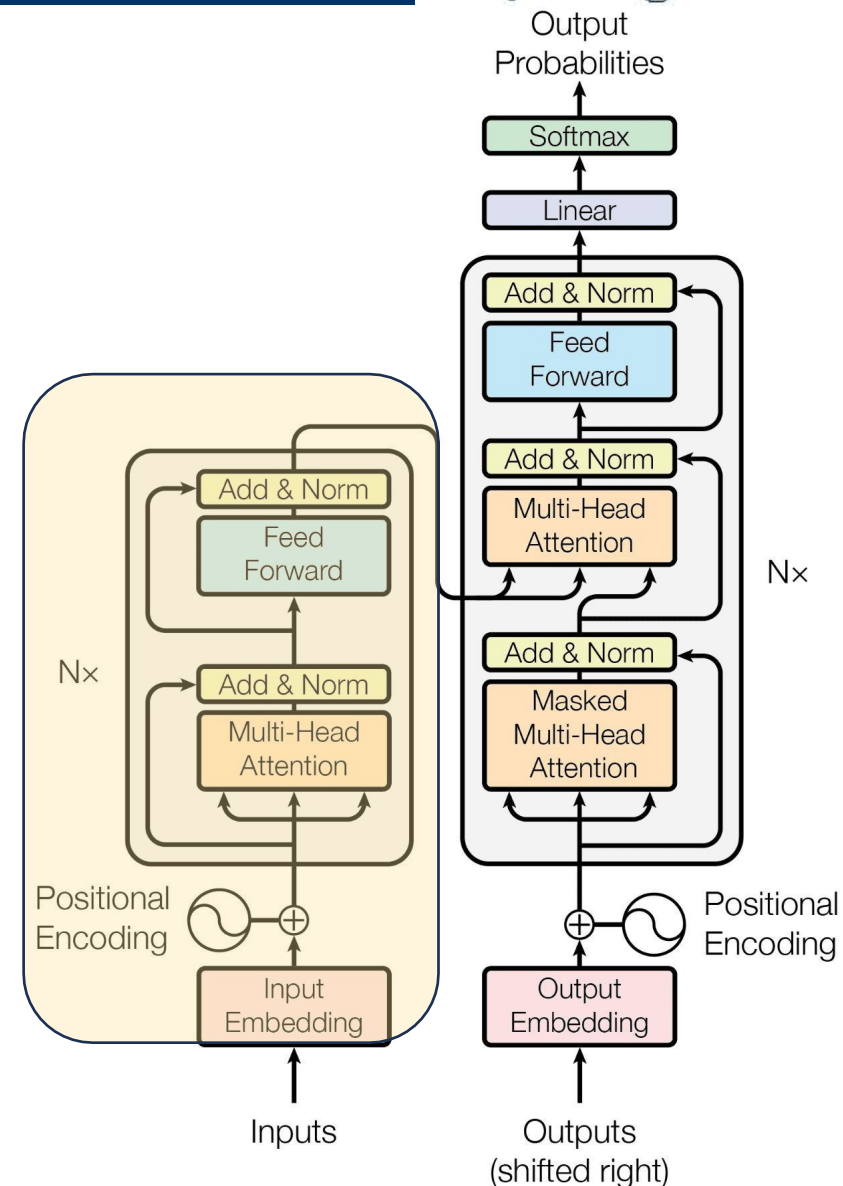 Output
Probabilities
Softmax
Linear
Add & Norm
Feed
Forward
Add & Norm
Multi-Head
Attention
Nx
Add & Norm
Masked
Multi-Head
Attention
Positional
Encoding
Output
Embedding
Outputs
(shifted right)
Add & Norm
Feed
Forward
Nx
Add & Norm
Multi-Head
Attention
Positional
Encoding
Input
Embedding
Inputs